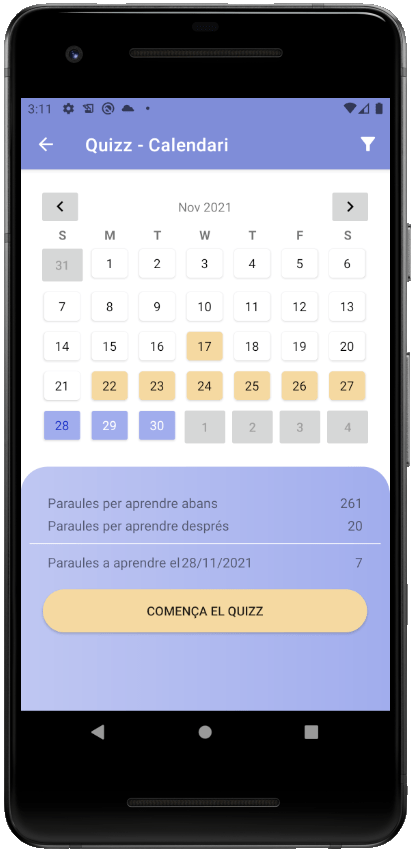 3:11
Quizz - Calendari
Nov 2021
S M T W T F S
31 1 2 3 4 5 6
7 8 9 10 11 12 13
14 15 16 17 18 19 20
21 22 23 24 25 26 27
28 29 30 1 2 3 4
Paraules per aprendre abans 261
Paraules per aprendre després 20
Paraules a aprendre el 28/11/2021 7
COMENÇA EL QUIZZ